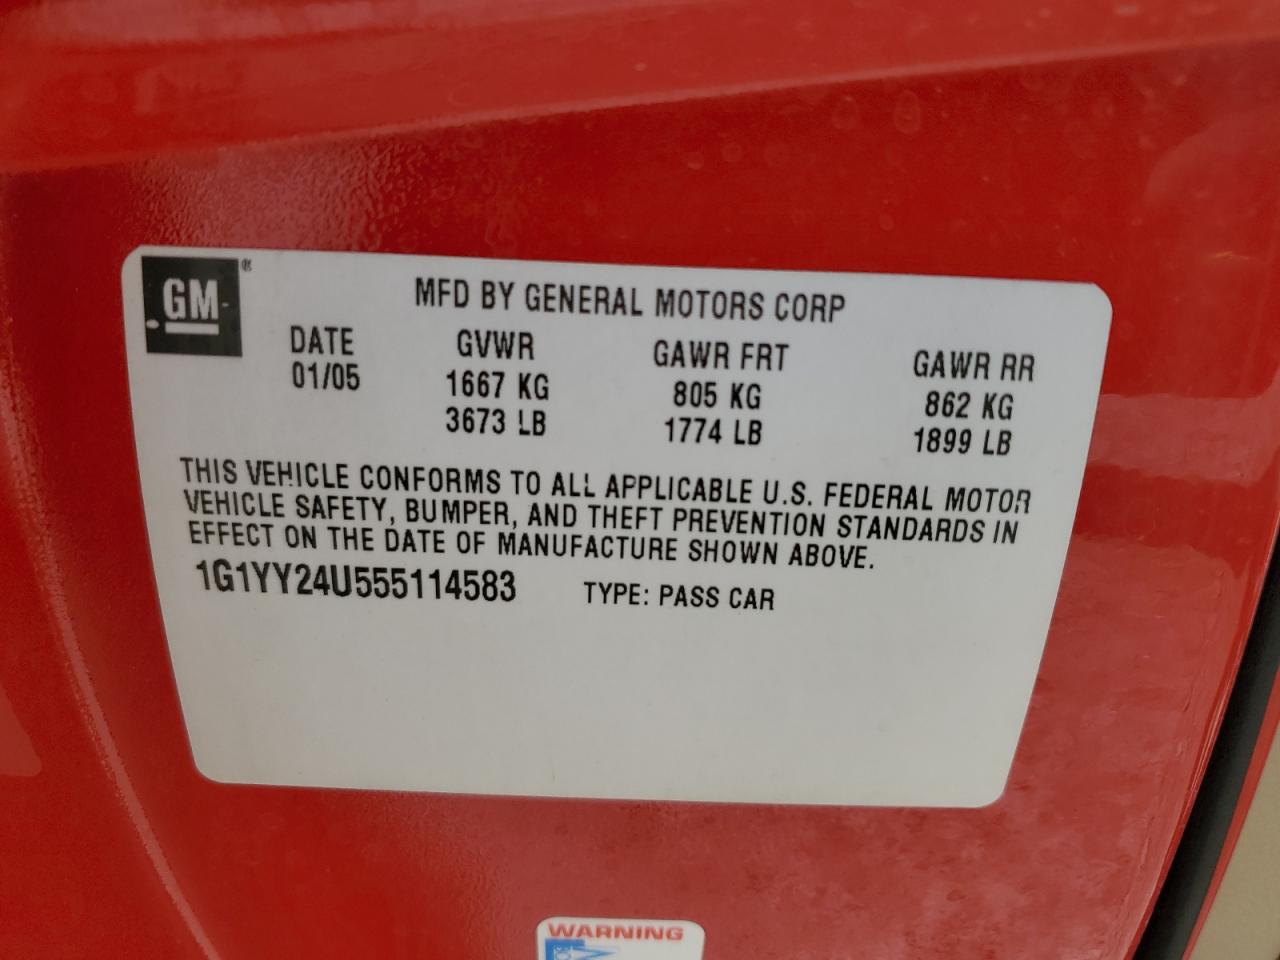 GM ®
MFD BY GENERAL MOTORS CORP
DATE GVWR GAWR FRT GAWR RR
01/05 1667 KG 805 KG 862 KG
3673 LB 1774 LB 1899 LB
THIS VEHICLE CONFORMS TO ALL APPLICABLE U.S. FEDERAL MOTOR
VEHICLE SAFETY, BUMPER, AND THEFT PREVENTION STANDARDS IN
EFFECT ON THE DATE OF MANUFACTURE SHOWN ABOVE.
1G1YY24U555114583 TYPE: PASS CAR
WARNING